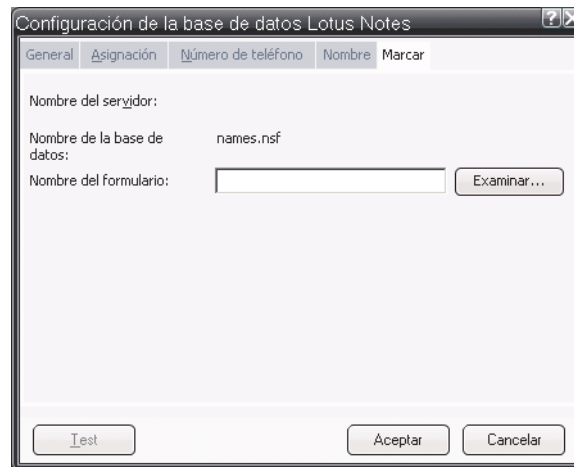 Configuración de la base de datos Lotus Notes
General Asignación Número de teléfono Nombre Marcar
Nombre del servidor:
Nombre de la base de datos: names.nsf
Nombre del formulario: Examinar...
Test Aceptar Cancelar